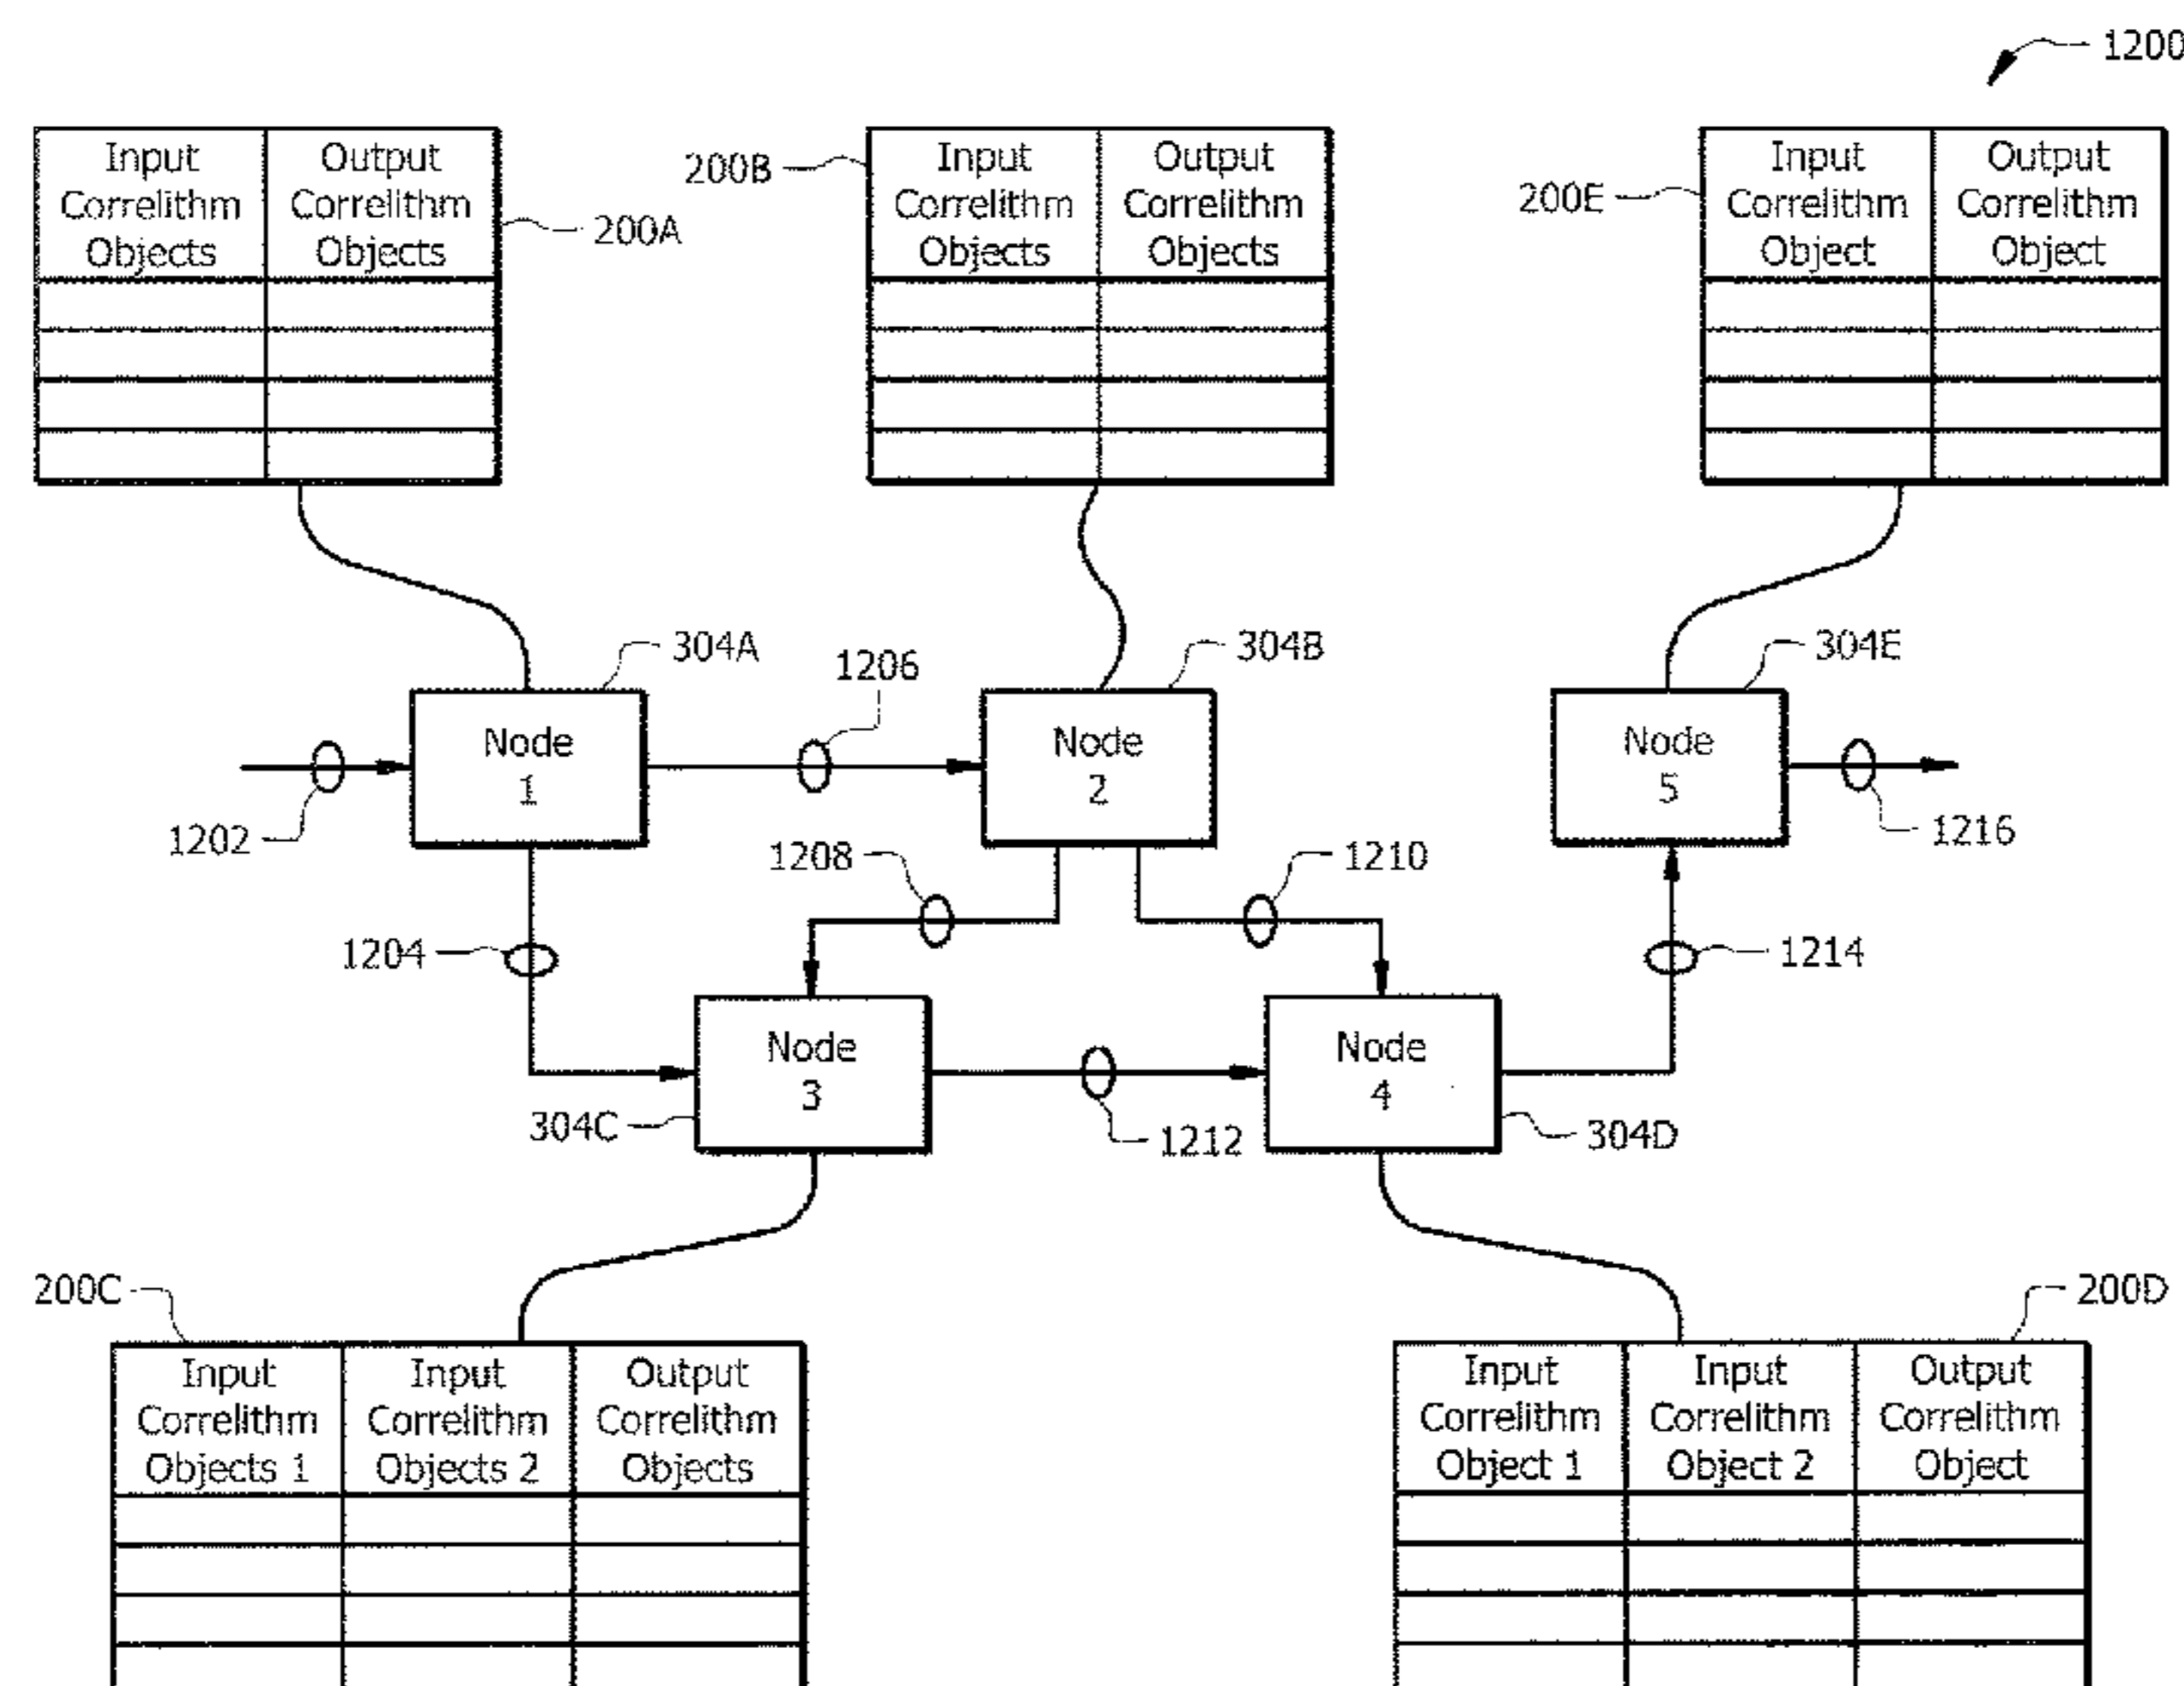 1200
Input
Correlithm
Objects
Output
Correlithm
Objects
200A
200B
Input
Correlithm
Objects
Output
Correlithm
Objects
200E
Input
Correlithm
Object
Output
Correlithm
Object
304A
1206
304B
304E
Node
1
Node
2
Node
5
1202
1208
1210
1216
1204
1214
Node
3
Node
4
304C
1212
304D
200C
200D
Input
Correlithm
Objects 1
Input
Correlithm
Objects 2
Output
Correlithm
Objects
Input
Correlithm
Object 1
Input
Correlithm
Object 2
Output
Correlithm
Object